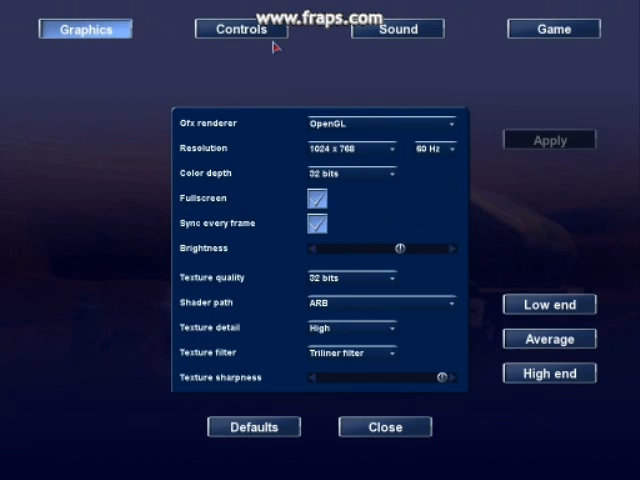 www.fraps.com
Graphics Controls Sound Game
Gfx renderer OpenGL
Resolution 1024 x 768 60 Hz
Apply
Color depth 32 bits
Fullscreen
Sync every frame
Brightness
Texture quality 32 bits
Shader path ARB
Low end
Texture detail High
Average
Texture filter Triliner filter
High end
Texture sharpness
Defaults Close